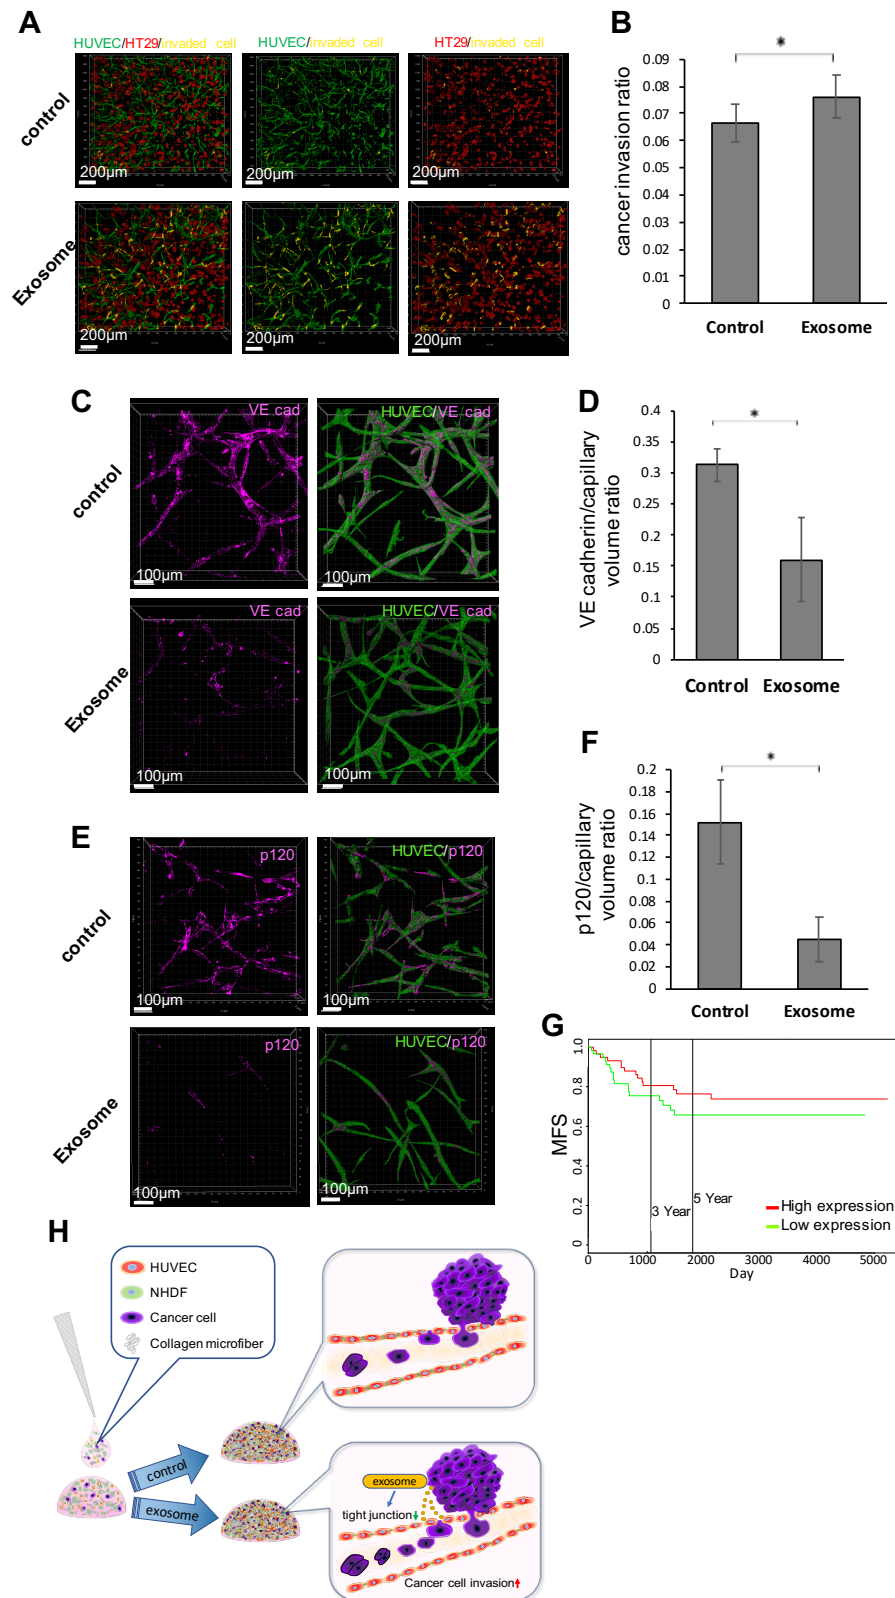 A
HUVEC/HT29/invaded cell
HUVEC/invaded cell
HT29/invaded cell
control
200µm
200µm
200µm
Exosome
200µm
200µm
200µm
B
*
cancer invasion ratio
0.09
0.08
0.07
0.06
0.05
0.04
0.03
0.02
0.01
0
Control
Exosome
C
VE cad
HUVEC/VE cad
control
100µm
100µm
VE cad
HUVEC/VE cad
Exosome
100µm
100µm
D
*
VE cadherin/capillary
volume ratio
0.4
0.35
0.3
0.25
0.2
0.15
0.1
0.05
0
Control
Exosome
E
p120
HUVEC/p120
control
100µm
100µm
p120
HUVEC/p120
Exosome
100µm
100µm
F
*
p120/capillary
volume ratio
0.2
0.18
0.16
0.14
0.12
0.1
0.08
0.06
0.04
0.02
0
Control
Exosome
G
MFS
1.0
0.8
0.6
0.4
0.2
0
3 Year
5 Year
High expression
Low expression
0
1000
2000
3000
4000
5000
Day
H
HUVEC
NHDF
Cancer cell
Collagen microfiber
control
exosome
exosome
tight junction
Cancer cell invasion